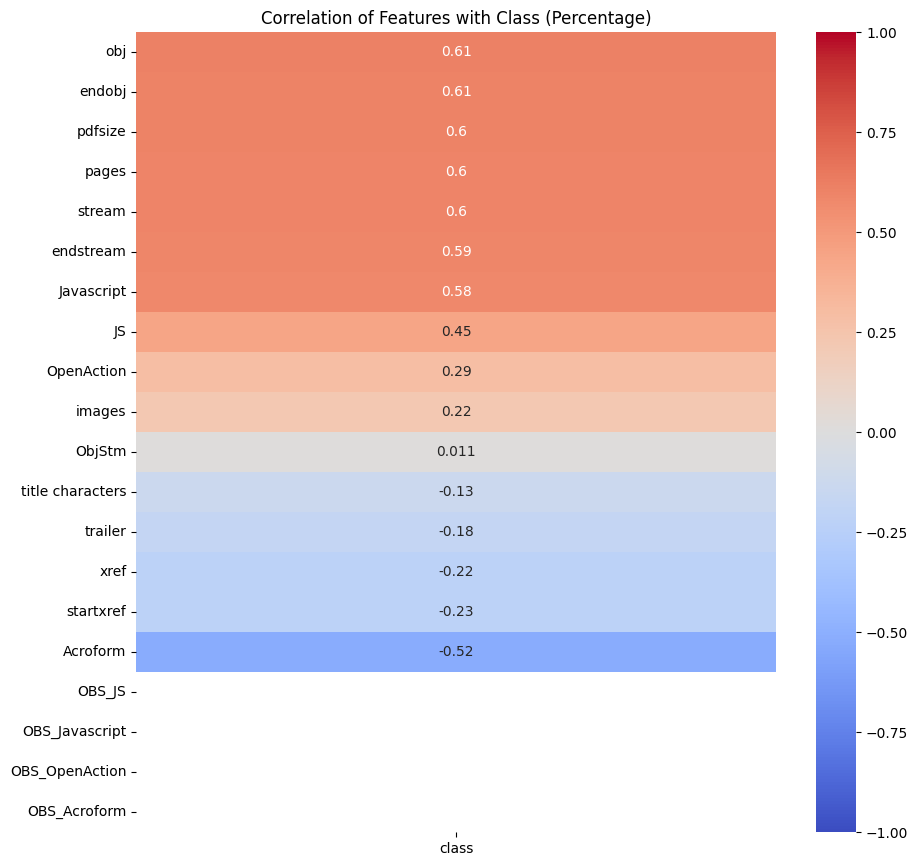 Correlation of Features with Class (Percentage)
obj 0.61
endobj 0.61
pdfsize 0.6
pages 0.6
stream 0.6
endstream 0.59
Javascript 0.58
JS 0.45
OpenAction 0.29
images 0.22
ObjStm 0.011
title characters -0.13
trailer -0.18
xref -0.22
startxref -0.23
Acroform -0.52
OBS_JS
OBS_Javascript
OBS_OpenAction
OBS_Acroform
class
1.00
0.75
0.50
0.25
0.00
−0.25
−0.50
−0.75
−1.00